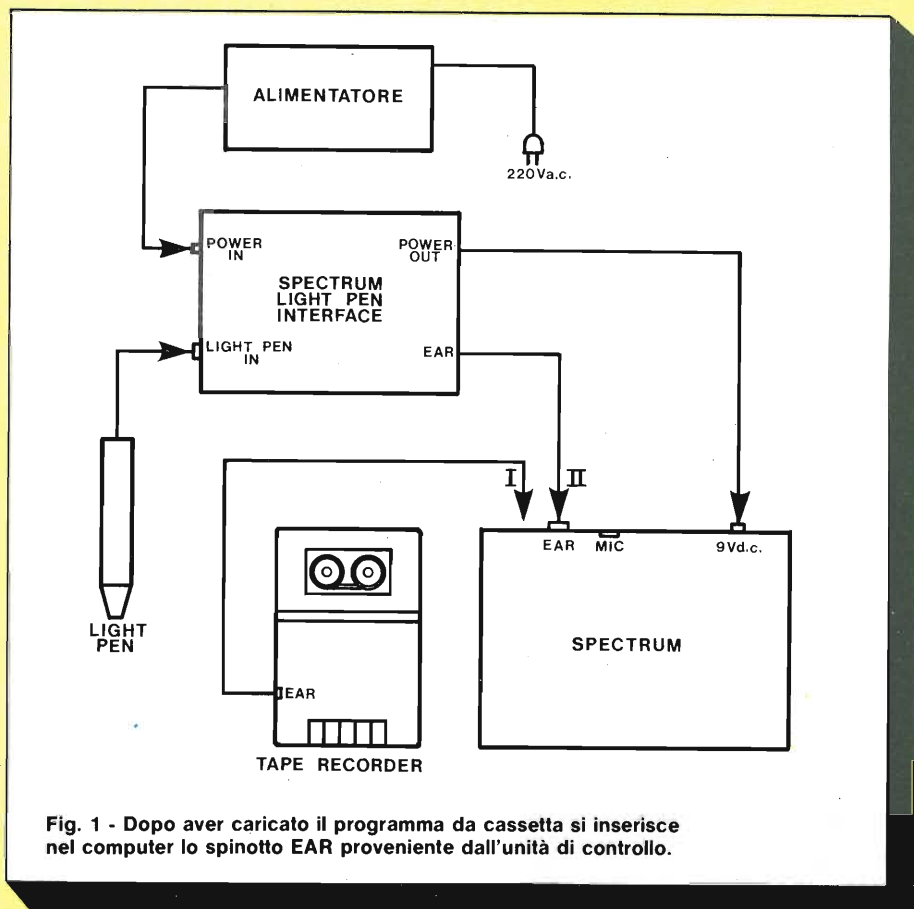 ALIMENTATORE
220Va.c.
POWER
IN
POWER
OUT
SPECTRUM
LIGHT PEN
INTERFACE
LIGHT PEN
IN
EAR
I
II
EAR
MiC
9Vd.c.
LIGHT
PEN
SPECTRUM
EAR
TAPE RECORDER
Fig. 1 - Dopo aver caricato il programma da cassetta si inserisce
nel computer lo spinotto EAR proveniente dall'unità di controllo.